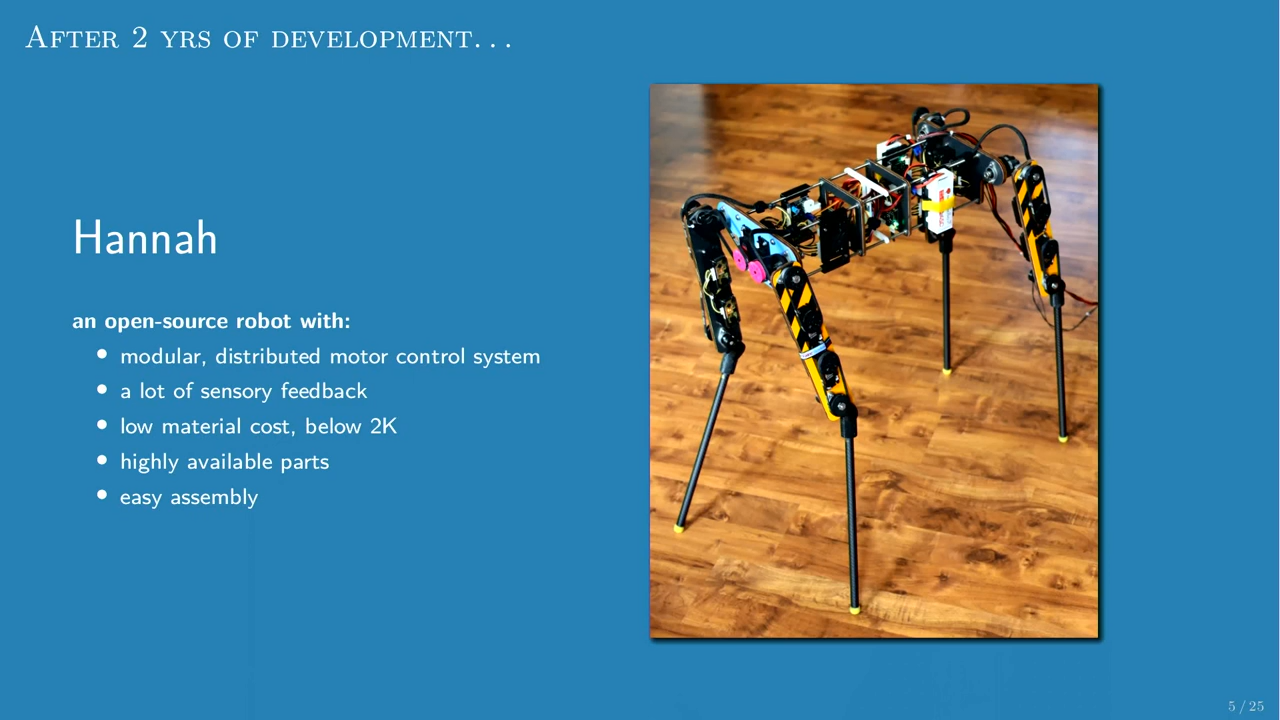 After 2 yrs of development...
Hannah
an open-source robot with:
• modular, distributed motor control system
• a lot of sensory feedback
• low material cost, below 2K
• highly available parts
• easy assembly
5 / 25